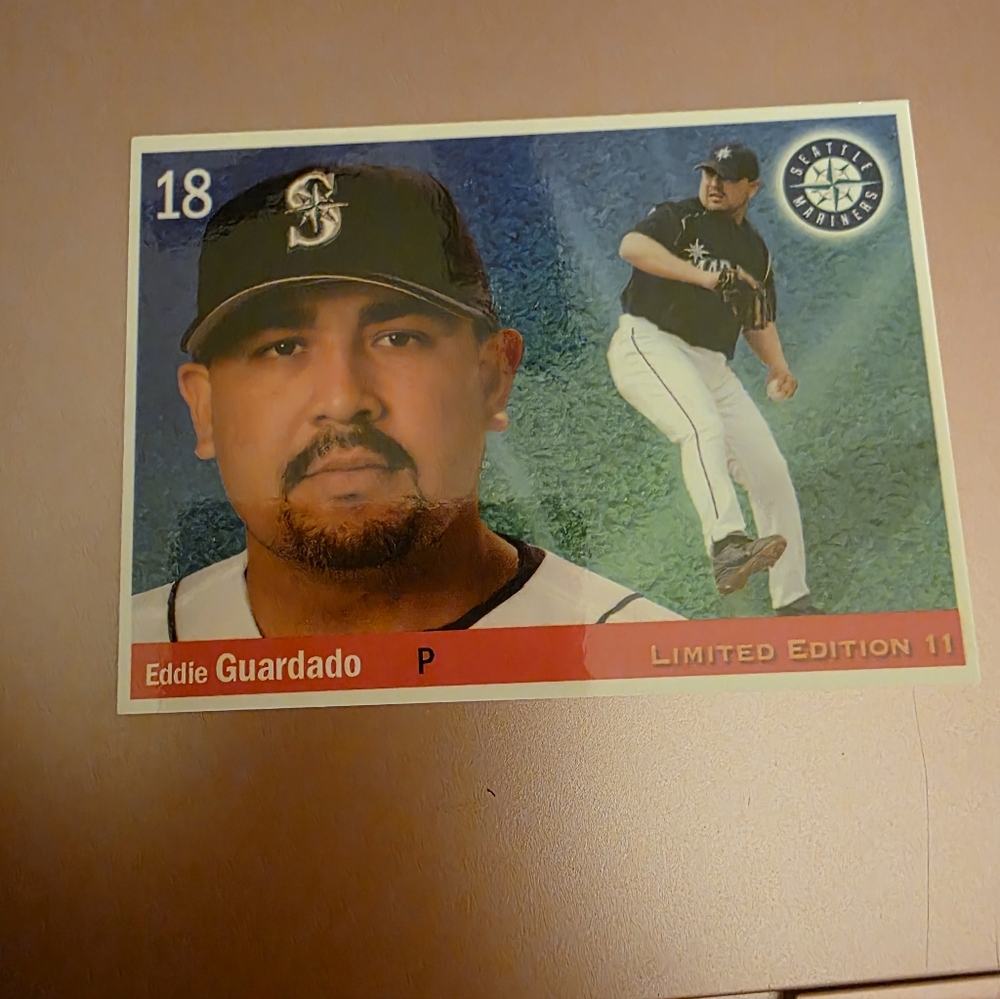 18
S
SEATTLE
MARINERS
Eddie Guardado
P
LIMITED EDITION 11